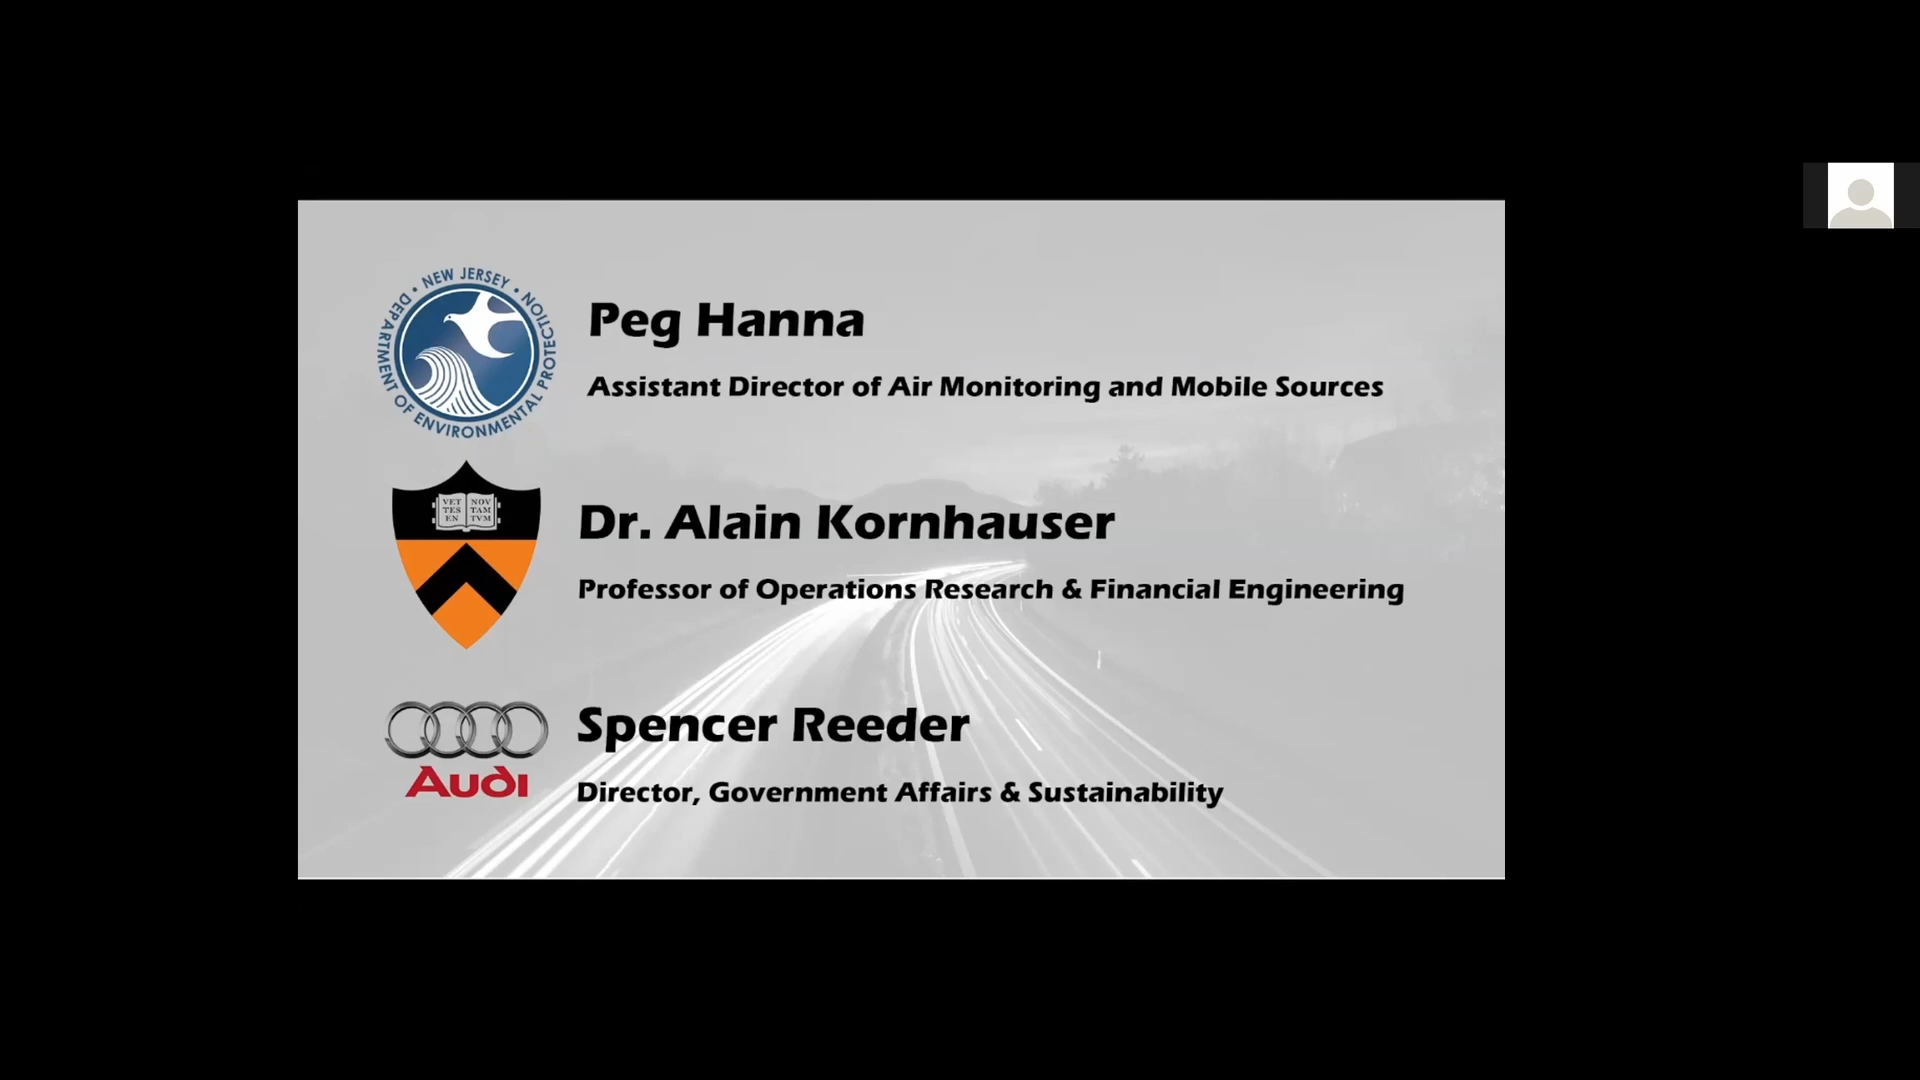 • NEW JERSEY •
DEPARTMENT OF ENVIRONMENTAL PROTECTION
Peg Hanna
Assistant Director of Air Monitoring and Mobile Sources
VET NOV
TES TAM
EN TVM
Dr. Alain Kornhauser
Professor of Operations Research & Financial Engineering
Audi
Spencer Reeder
Director, Government Affairs & Sustainability